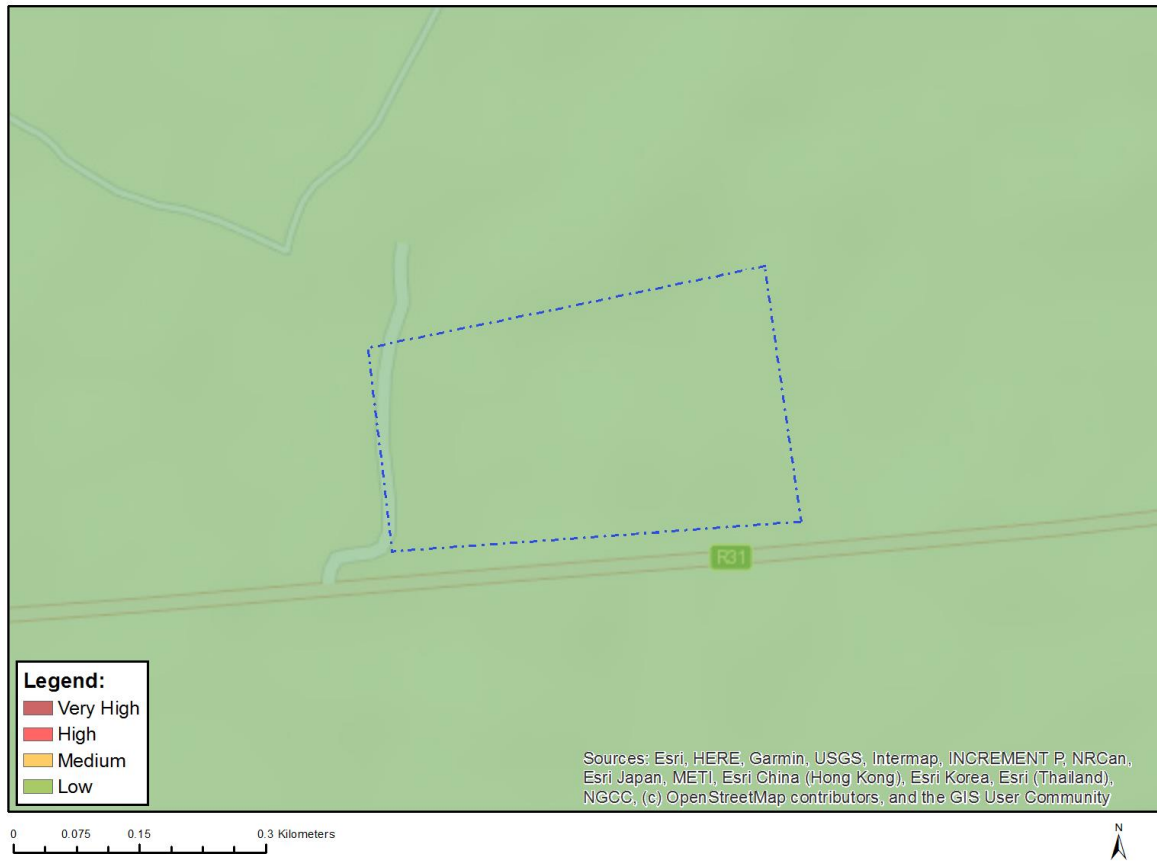 R31
Legend:
Very High
High
Medium
Low
Sources: Esri, HERE, Garmin, USGS, Intermap, INCREMENT P, NRCan,
Esri Japan, METI, Esri China (Hong Kong), Esri Korea, Esri (Thailand),
NGCC, (c) OpenStreetMap contributors, and the GIS User Community
0 0.075 0.15 0.3 Kilometers
N